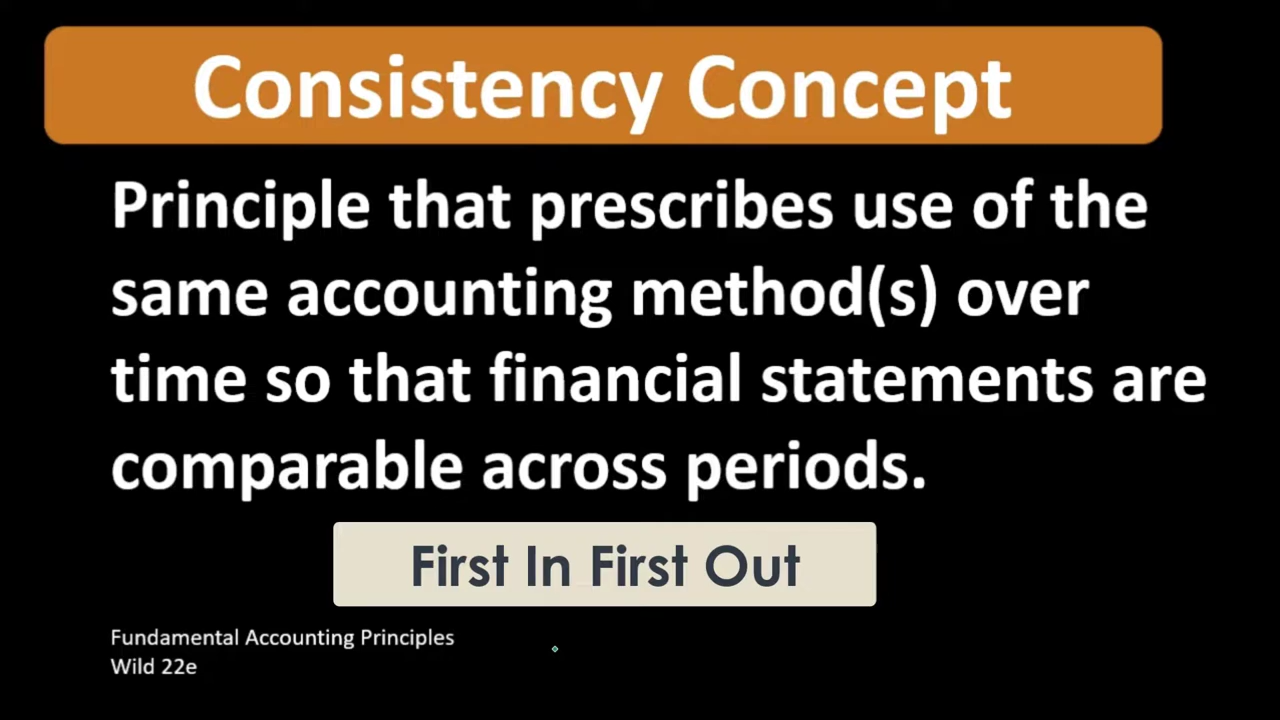 Consistency Concept
Principle that prescribes use of the
same accounting method(s) over
time so that financial statements are
comparable across periods.
First In First Out
Fundamental Accounting Principles
Wild 22e